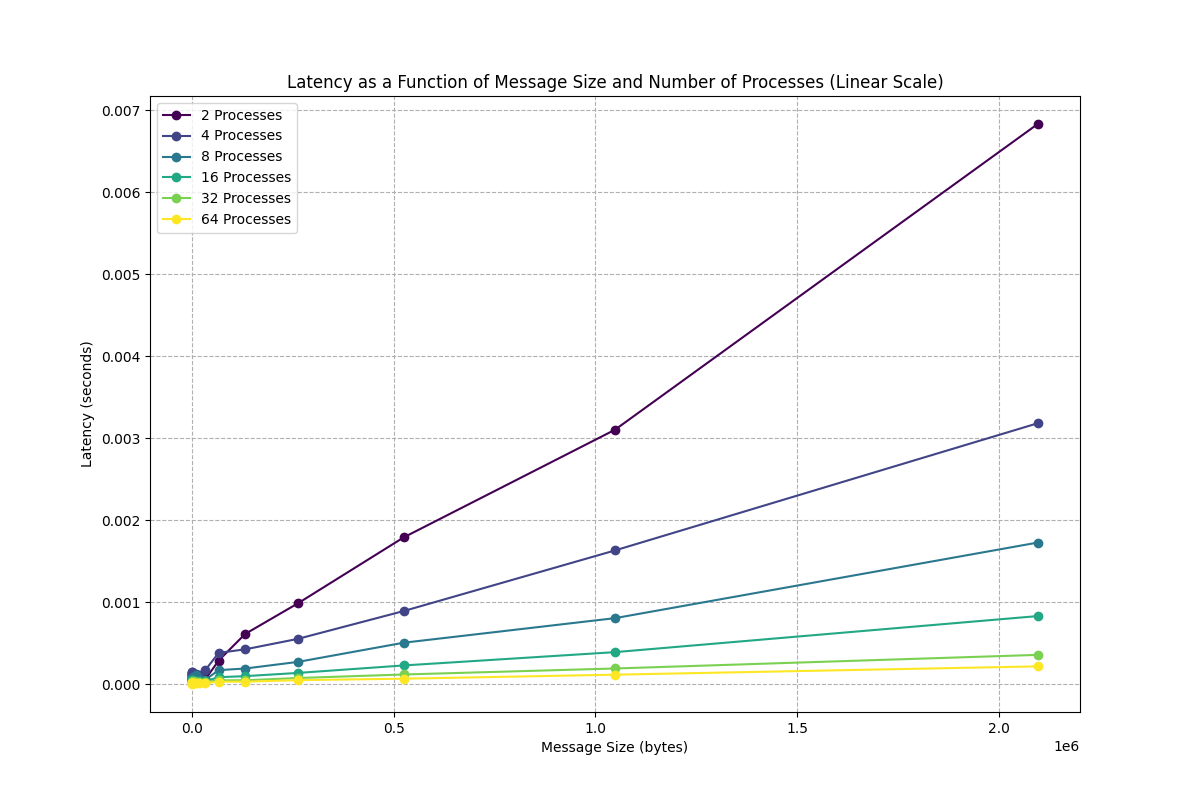 Latency as a Function of Message Size and Number of Processes (Linear Scale)
2 Processes
4 Processes
8 Processes
16 Processes
32 Processes
64 Processes
Latency (seconds)
0.007
0.006
0.005
0.004
0.003
0.002
0.001
0.000
0.0 0.5 1.0 1.5 2.0
1e6
Message Size (bytes)